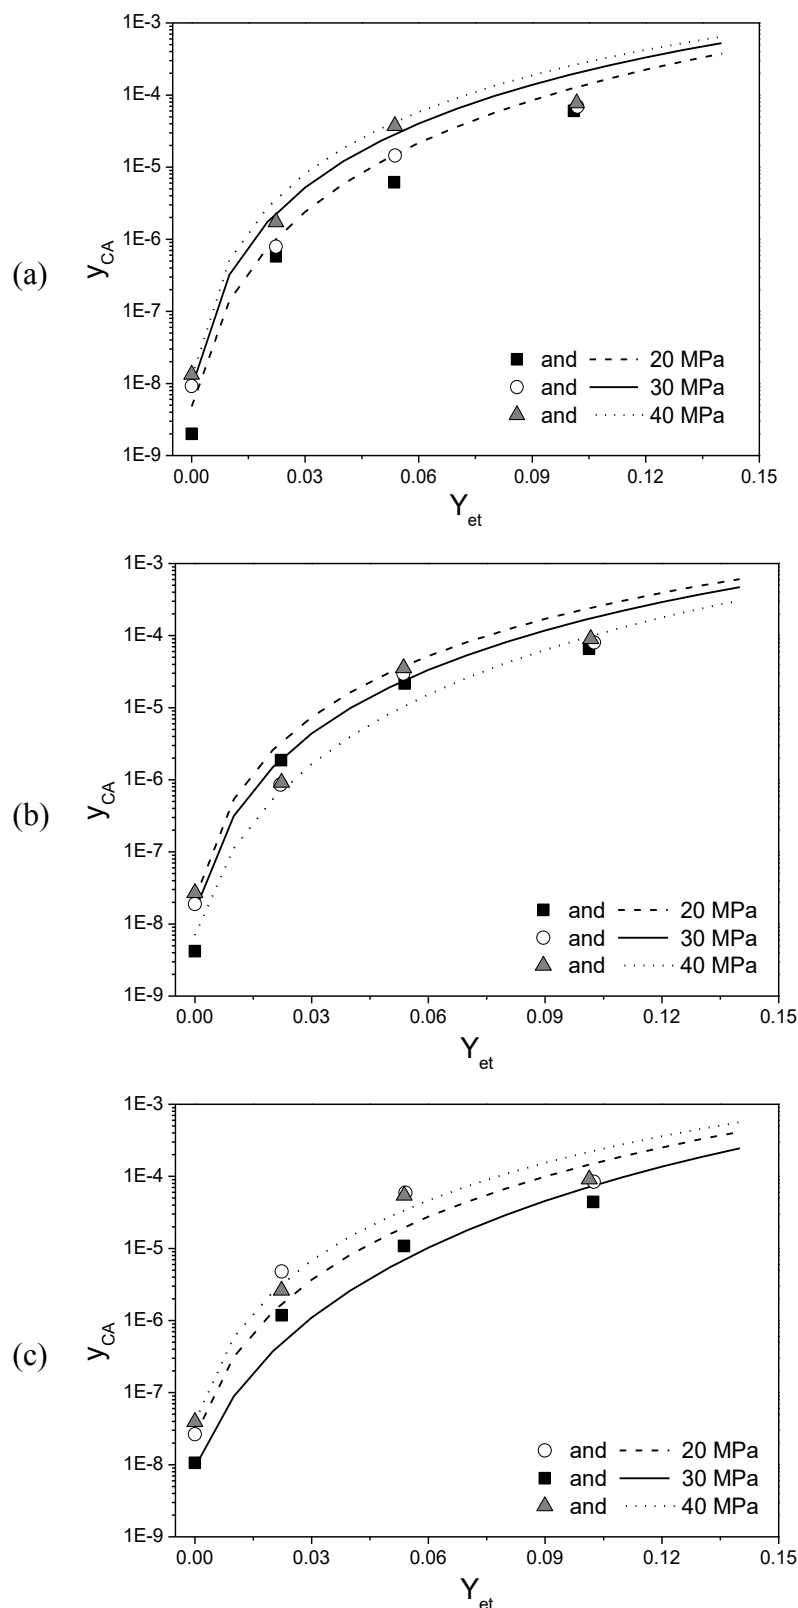 1E-3
1E-4
1E-5
1E-6
1E-7
1E-8
1E-9
y_CA
(a)
and 20 MPa
and 30 MPa
and 40 MPa
0.00 0.03 0.06 0.09 0.12 0.15
Y_et
1E-3
1E-4
1E-5
1E-6
1E-7
1E-8
1E-9
y_CA
(b)
and 20 MPa
and 30 MPa
and 40 MPa
0.00 0.03 0.06 0.09 0.12 0.15
Y_et
1E-3
1E-4
1E-5
1E-6
1E-7
1E-8
1E-9
y_CA
(c)
and 20 MPa
and 30 MPa
and 40 MPa
0.00 0.03 0.06 0.09 0.12 0.15
Y_et